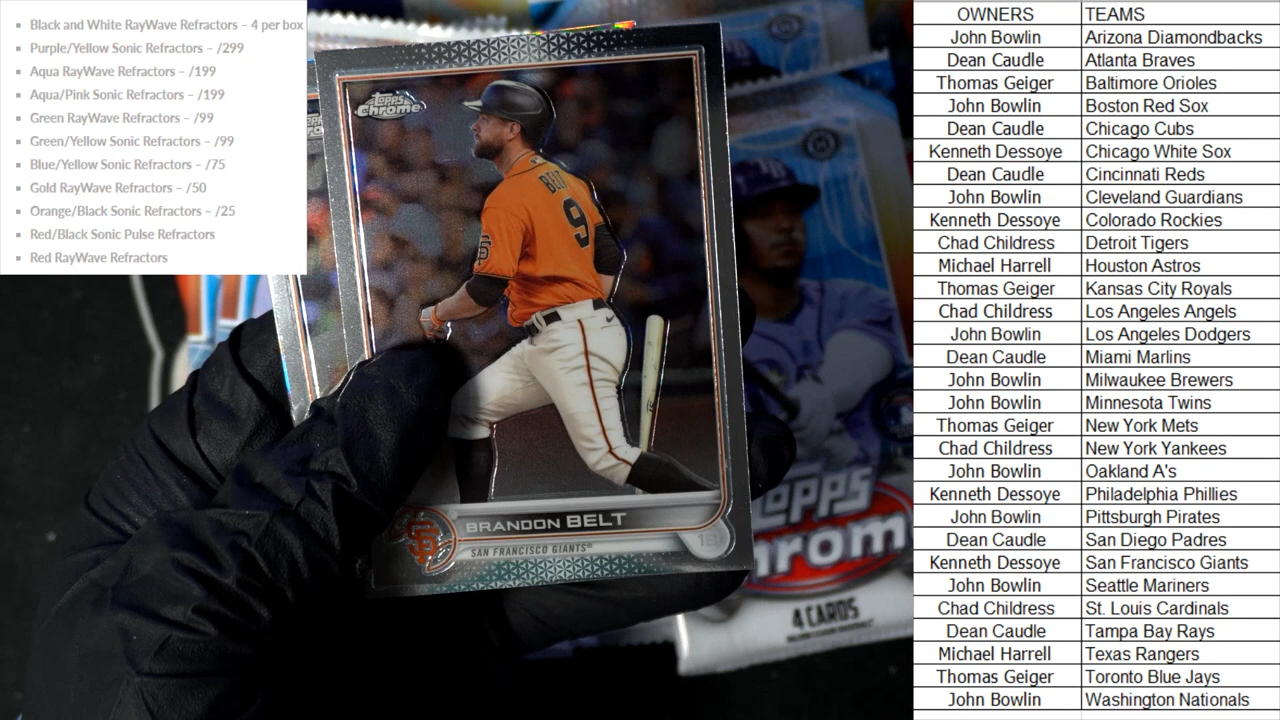 Black and White RayWave Refractors – 4 per box
Purple/Yellow Sonic Refractors – /299
Aqua RayWave Refractors – /199
Aqua/Pink Sonic Refractors – /199
Green RayWave Refractors – /99
Green/Yellow Sonic Refractors – /99
Blue/Yellow Sonic Refractors – /75
Gold RayWave Refractors – /50
Orange/Black Sonic Refractors – /25
Red/Black Sonic Pulse Refractors
Red RayWave Refractors
Topps
Chrome
BELT
9
SF
BRANDON BELT
SAN FRANCISCO GIANTS
1B
TOPPS
hrom
4 CARDS
OWNERS TEAMS
John Bowlin Arizona Diamondbacks
Dean Caudle Atlanta Braves
Thomas Geiger Baltimore Orioles
John Bowlin Boston Red Sox
Dean Caudle Chicago Cubs
Kenneth Dessoye Chicago White Sox
Dean Caudle Cincinnati Reds
John Bowlin Cleveland Guardians
Kenneth Dessoye Colorado Rockies
Chad Childress Detroit Tigers
Michael Harrell Houston Astros
Thomas Geiger Kansas City Royals
Chad Childress Los Angeles Angels
John Bowlin Los Angeles Dodgers
Dean Caudle Miami Marlins
John Bowlin Milwaukee Brewers
John Bowlin Minnesota Twins
Thomas Geiger New York Mets
Chad Childress New York Yankees
John Bowlin Oakland A's
Kenneth Dessoye Philadelphia Phillies
John Bowlin Pittsburgh Pirates
Dean Caudle San Diego Padres
Kenneth Dessoye San Francisco Giants
John Bowlin Seattle Mariners
Chad Childress St. Louis Cardinals
Dean Caudle Tampa Bay Rays
Michael Harrell Texas Rangers
Thomas Geiger Toronto Blue Jays
John Bowlin Washington Nationals